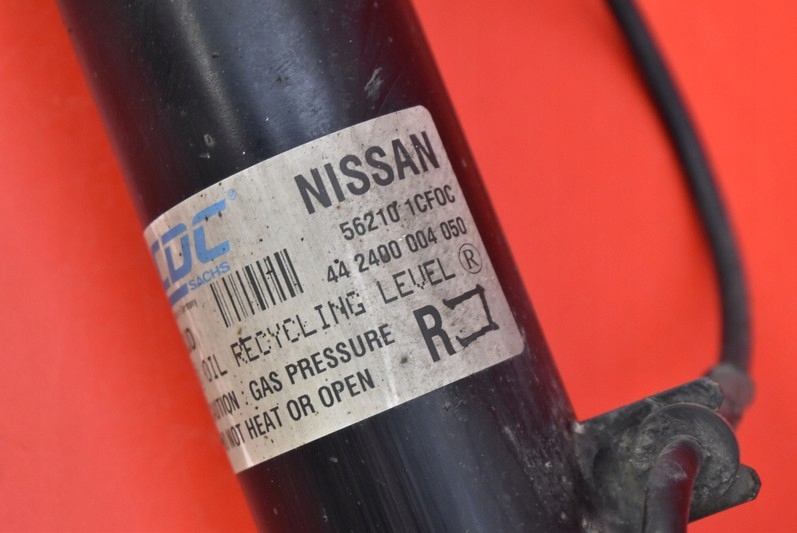 NISSAN
56210 1CF0C
CDC®
SACHS
44 2400 004 050
OIL RECYCLING LEVEL ®
: GAS PRESSURE
NOT HEAT OR OPEN
R